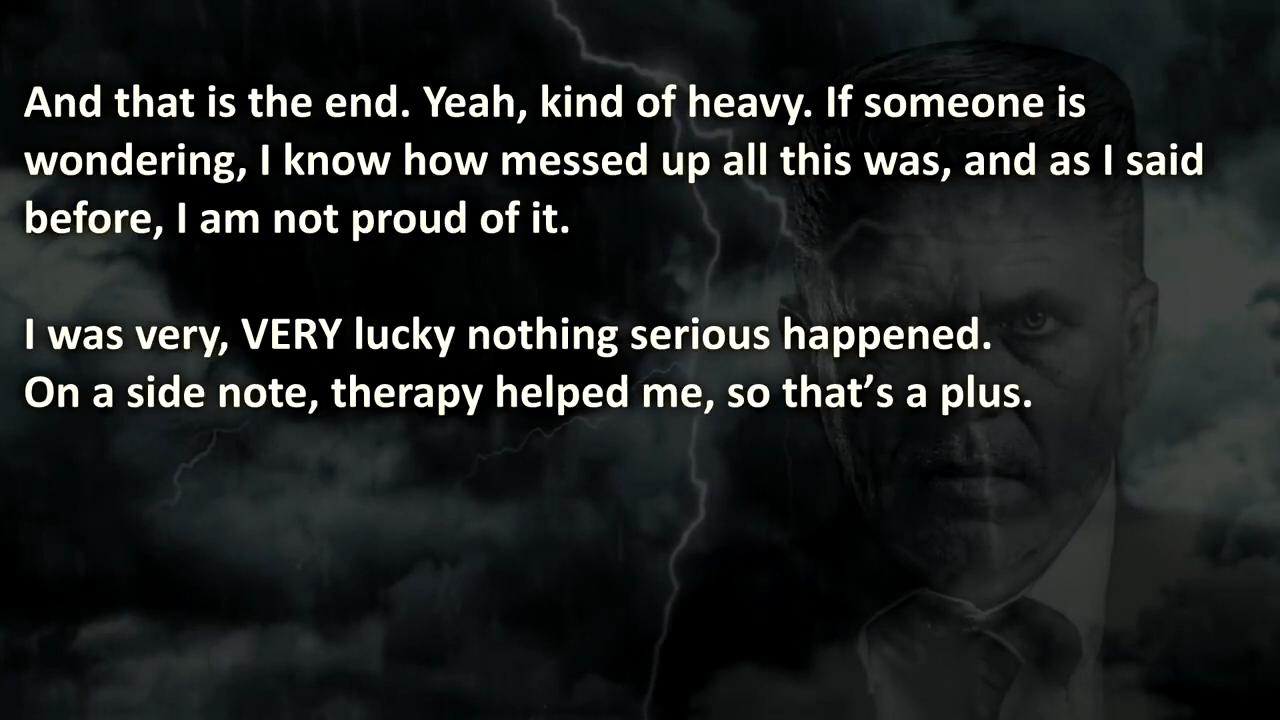 And that is the end. Yeah, kind of heavy. If someone is
wondering, I know how messed up all this was, and as I said
before, I am not proud of it.
I was very, VERY lucky nothing serious happened.
On a side note, therapy helped me, so that’s a plus.